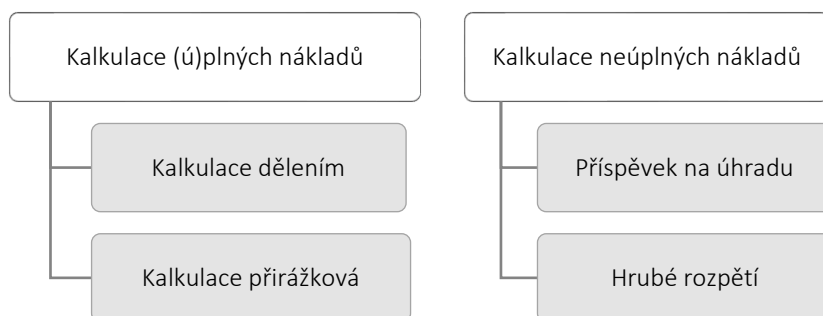 Kalkulace (ú)plných nákladů
Kalkulace dělením
Kalkulace přirážková
Kalkulace neúplných nákladů
Příspěvek na úhradu
Hrubé rozpětí